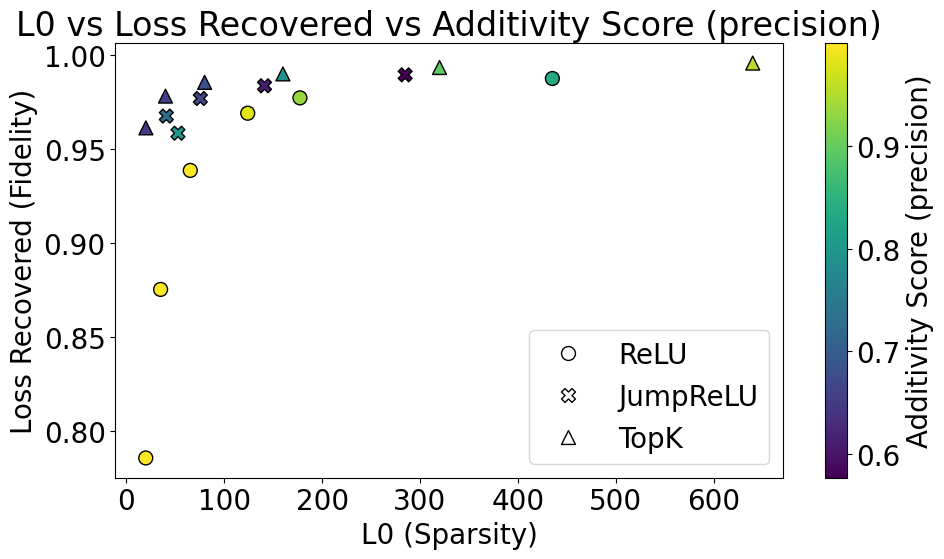 L0 vs Loss Recovered vs Additivity Score (precision)
Loss Recovered (Fidelity)
1.00
0.95
0.90
0.85
0.80
0
100
200
300
400
500
600
L0 (Sparsity)
ReLU
JumpReLU
TopK
0.9
0.8
0.7
0.6
Additivity Score (precision)